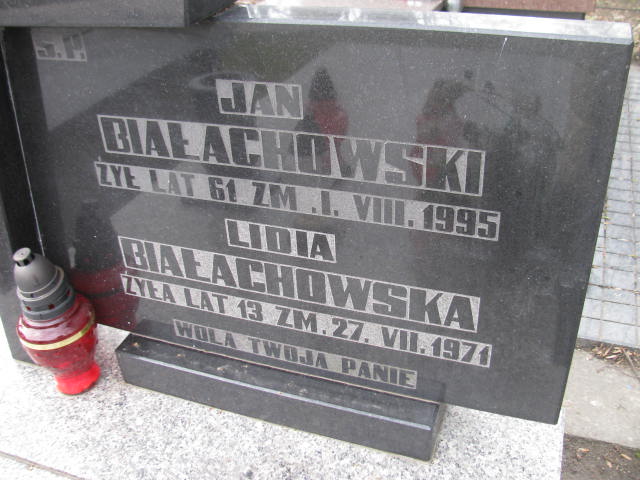 Ś.P.
JAN
BIAŁACHOWSKI
ŻYŁ LAT 61 ZM .I. VIII. 1995
LIDIA
BIAŁACHOWSKA
ŻYŁA LAT 13 ZM. 27. VII. 1971
WOLA TWOJA PANIE